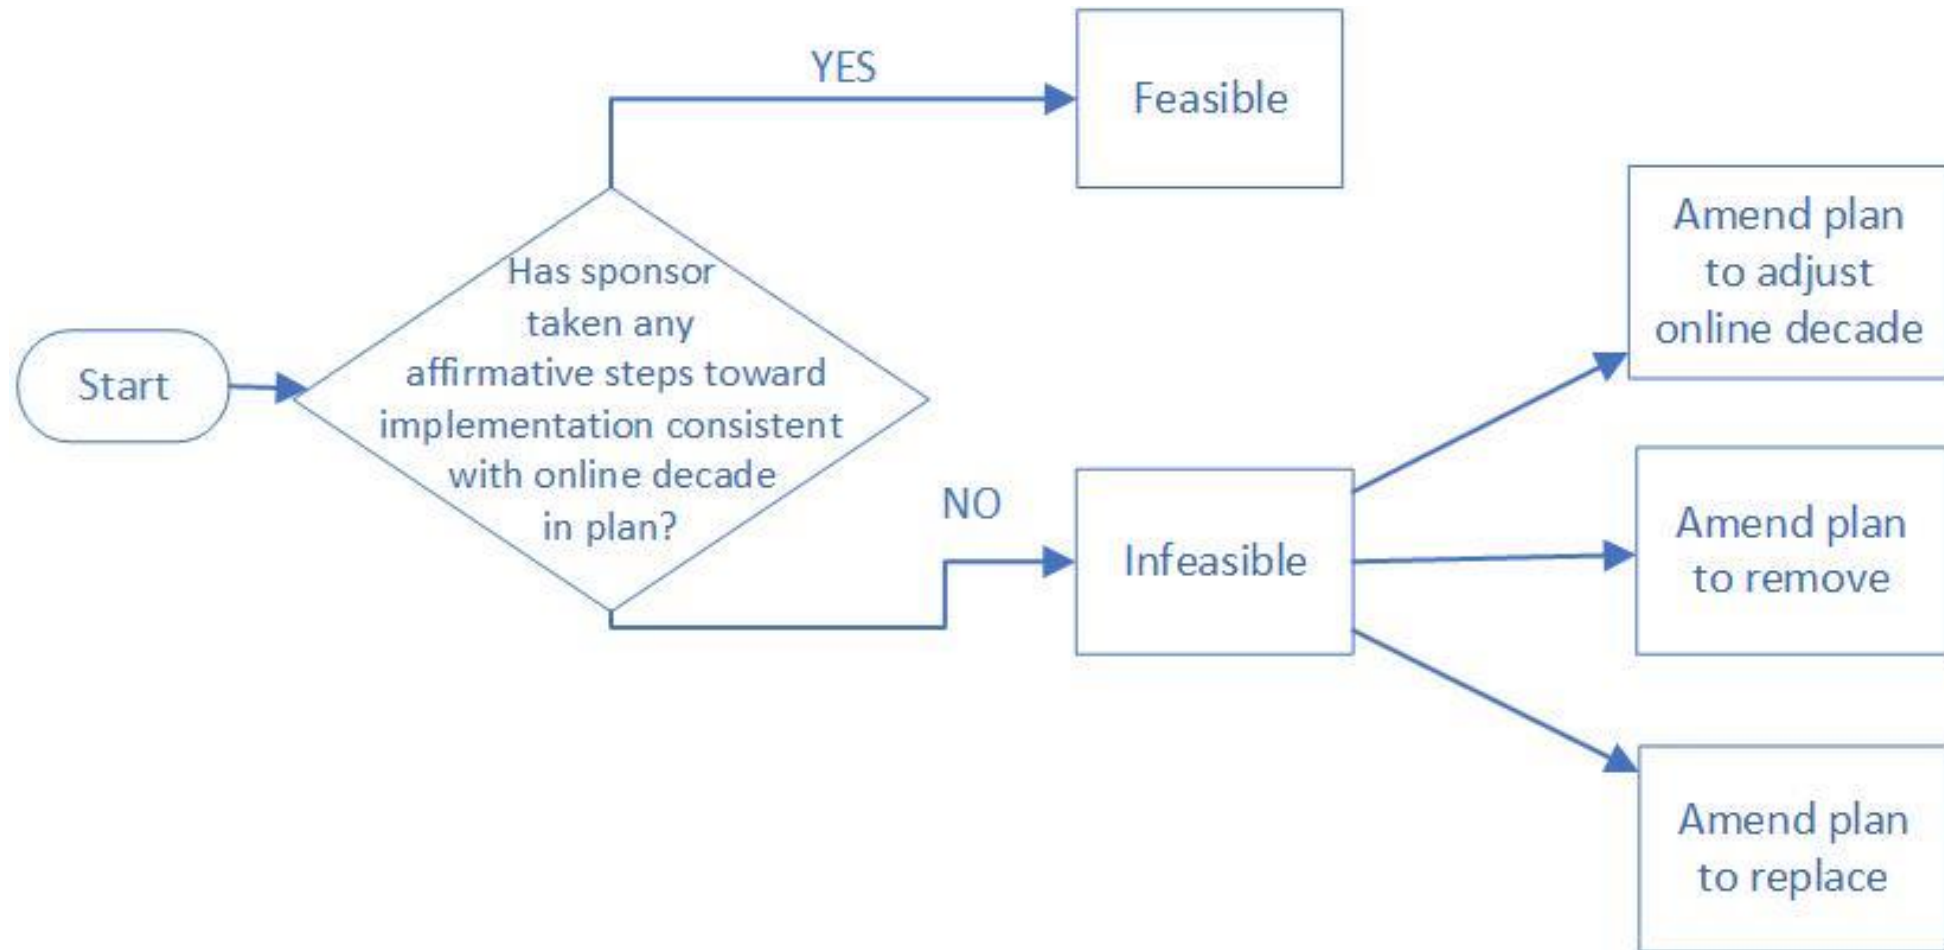 YES
Feasible
Start
Has sponsor
taken any
affirmative steps toward
implementation consistent
with online decade
in plan?
NO
Infeasible
Amend plan
to adjust
online decade
Amend plan
to remove
Amend plan
to replace